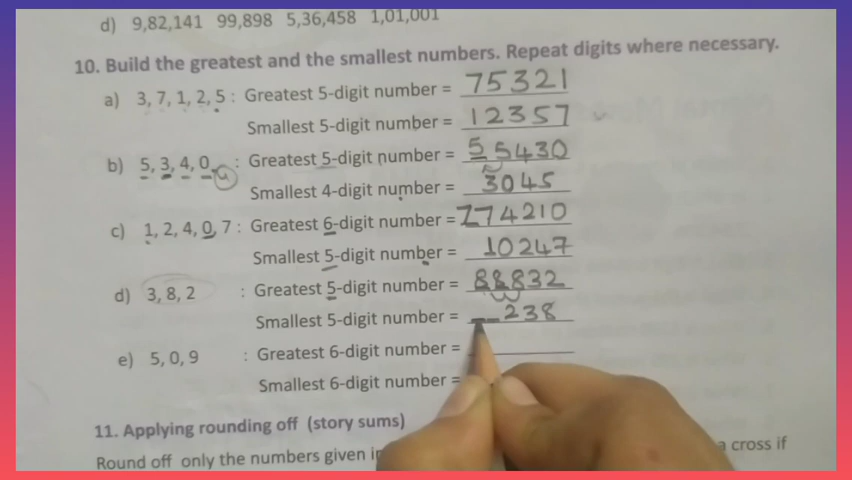 d) 9,82,141 99,898 5,36,458 1,01,001
10. Build the greatest and the smallest numbers. Repeat digits where necessary.
a) 3, 7, 1, 2, 5 : Greatest 5-digit number = 75321
Smallest 5-digit number = 12357
b) 5, 3, 4, 0 : Greatest 5-digit number = 55430
Smallest 4-digit number = 3045
c) 1, 2, 4, 0, 7 : Greatest 6-digit number = 774210
Smallest 5-digit number = 10247
d) 3, 8, 2 : Greatest 5-digit number = 88832
Smallest 5-digit number = _ _ 238
e) 5, 0, 9 : Greatest 6-digit number =
Smallest 6-digit number =
11. Applying rounding off (story sums)
Round off only the numbers given a cross if